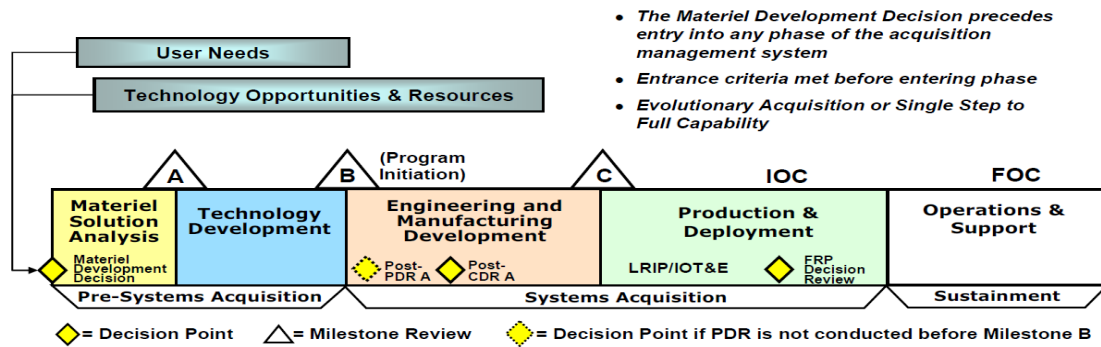 • The Materiel Development Decision precedes
entry into any phase of the acquisition
management system
• Entrance criteria met before entering phase
• Evolutionary Acquisition or Single Step to
Full Capability
User Needs
Technology Opportunities & Resources
A
B
(Program
Initiation)
C
IOC
FOC
Materiel
Solution
Analysis
Materiel
Development
Decision
Technology
Development
Engineering and
Manufacturing
Development
Post-
PDR A
Post-
CDR A
Production &
Deployment
LRIP/IOT&E
FRP
Decision
Review
Operations &
Support
Pre-Systems Acquisition
Systems Acquisition
Sustainment
= Decision Point
= Milestone Review
= Decision Point if PDR is not conducted before Milestone B